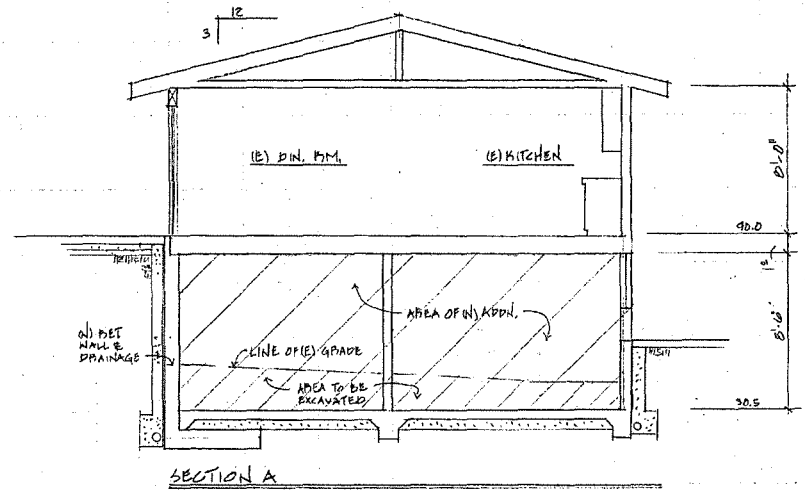 12
3
(E) DIN. RM.
(E) KITCHEN
8'-0"
90.0
1'
8'-6"
AREA OF (N) ADDN.
(N) RET
WALL &
DRAINAGE
LINE OF (E) GRADE
AREA TO BE
EXCAVATED
30.5
SECTION A